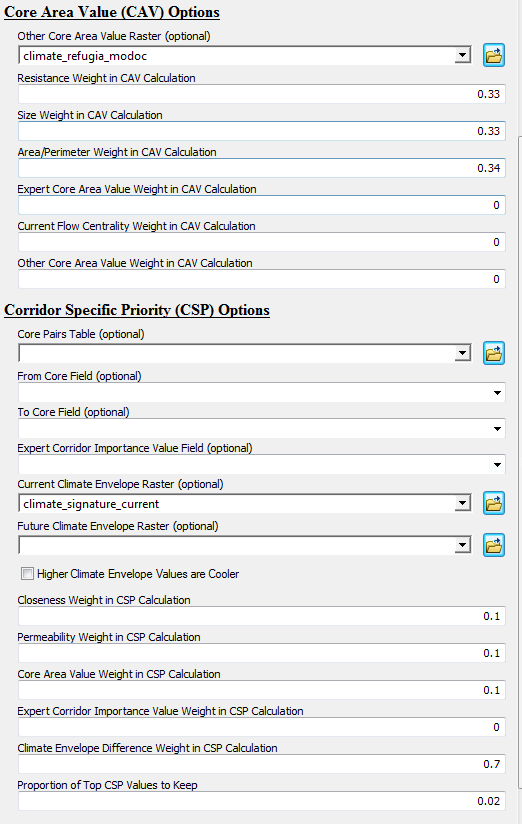 Core Area Value (CAV) Options
Other Core Area Value Raster (optional)
climate_refugia_modoc
Resistance Weight in CAV Calculation
0.33
Size Weight in CAV Calculation
0.33
Area/Perimeter Weight in CAV Calculation
0.34
Expert Core Area Value Weight in CAV Calculation
0
Current Flow Centrality Weight in CAV Calculation
0
Other Core Area Value Weight in CAV Calculation
0
Corridor Specific Priority (CSP) Options
Core Pairs Table (optional)
From Core Field (optional)
To Core Field (optional)
Expert Corridor Importance Value Field (optional)
Current Climate Envelope Raster (optional)
climate_signature_current
Future Climate Envelope Raster (optional)
Higher Climate Envelope Values are Cooler
Closeness Weight in CSP Calculation
0.1
Permeability Weight in CSP Calculation
0.1
Core Area Value Weight in CSP Calculation
0.1
Expert Corridor Importance Value Weight in CSP Calculation
0
Climate Envelope Difference Weight in CSP Calculation
0.7
Proportion of Top CSP Values to Keep
0.02